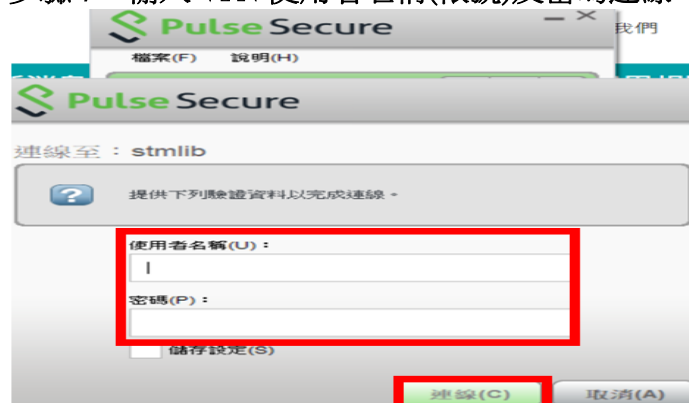 Pulse Secure
我們
檔案(F) 說明(H)
Pulse Secure
連線至：stmlib
提供下列驗證資料以完成連線。
使用者名稱(U)：
密碼(P)：
儲存設定(S)
連線(C) 取消(A)